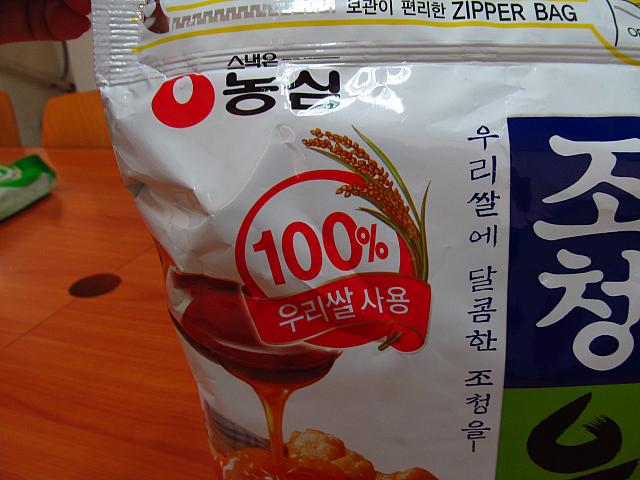 보관이 편리한 ZIPPER BAG
스낵은
농심
100%
우리쌀 사용
우리쌀에 달콤한 조청을
조청